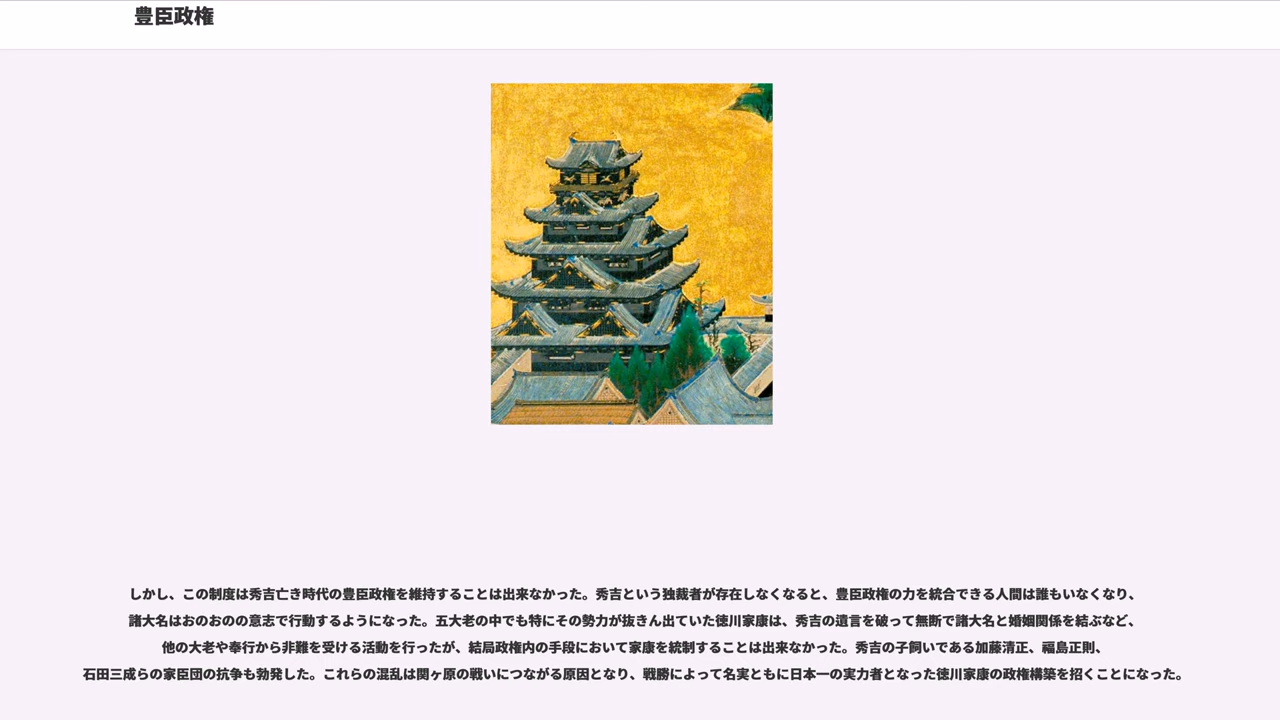 豊臣政権
しかし、この制度は秀吉亡き時代の豊臣政権を維持することは出来なかった。秀吉という独裁者が存在しなくなると、豊臣政権の力を統合できる人間は誰もいなくなり、
諸大名はおのおのの意志で行動するようになった。五大老の中でも特にその勢力が抜きん出ていた徳川家康は、秀吉の遺言を破って無断で諸大名と婚姻関係を結ぶなど、
他の大老や奉行から非難を受ける活動を行ったが、結局政権内の手段において家康を統制することは出来なかった。秀吉の子飼いである加藤清正、福島正則、
石田三成らの家臣団の抗争も勃発した。これらの混乱は関ヶ原の戦いにつながる原因となり、戦勝によって名実ともに日本一の実力者となった徳川家康の政権構築を招くことになった。